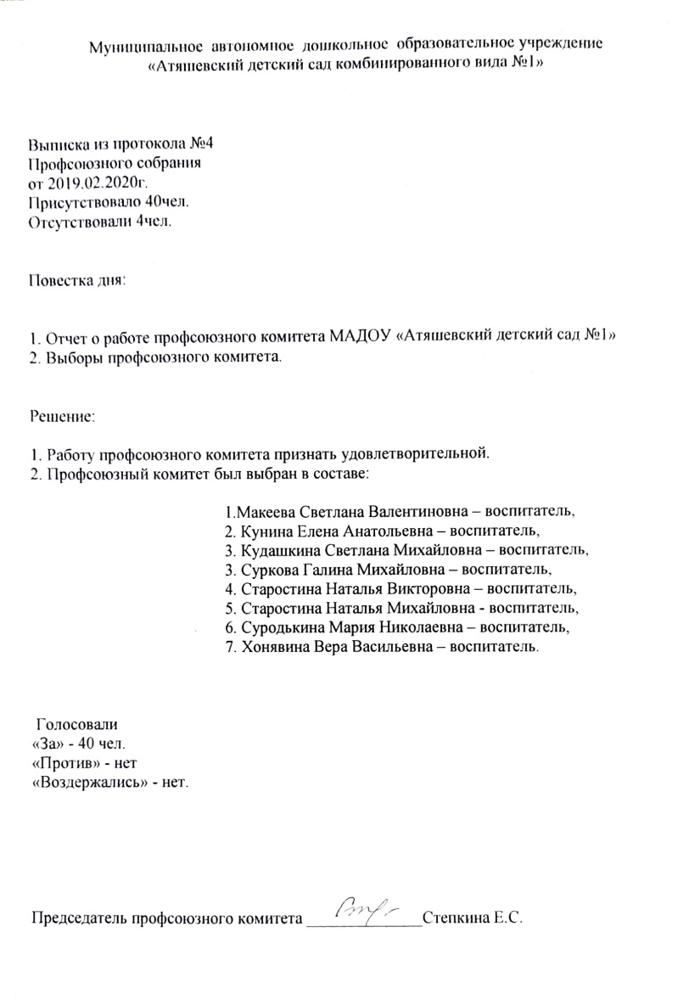 Муниципальное автономное дошкольное образовательное учреждение
«Атяшевский детский сад комбинированного вида №1»
Выписка из протокола №4
Профсоюзного собрания
от 2019.02.2020г.
Присутствовало 40чел.
Отсутствовали 4чел.
Повестка дня:
1. Отчет о работе профсоюзного комитета МАДОУ «Атяшевский детский сад №1»
2. Выборы профсоюзного комитета.
Решение:
1. Работу профсоюзного комитета признать удовлетворительной.
2. Профсоюзный комитет был выбран в составе:
1.Макеева Светлана Валентиновна – воспитатель,
2. Кунина Елена Анатольевна – воспитатель,
3. Кудашкина Светлана Михайловна – воспитатель,
3. Суркова Галина Михайловна – воспитатель,
4. Старостина Наталья Викторовна – воспитатель,
5. Старостина Наталья Михайловна - воспитатель,
6. Суродькина Мария Николаевна – воспитатель,
7. Хонявина Вера Васильевна – воспитатель.
Голосовали
«За» - 40 чел.
«Против» - нет
«Воздержались» - нет.
Председатель профсоюзного комитета ______________Степкина Е.С.